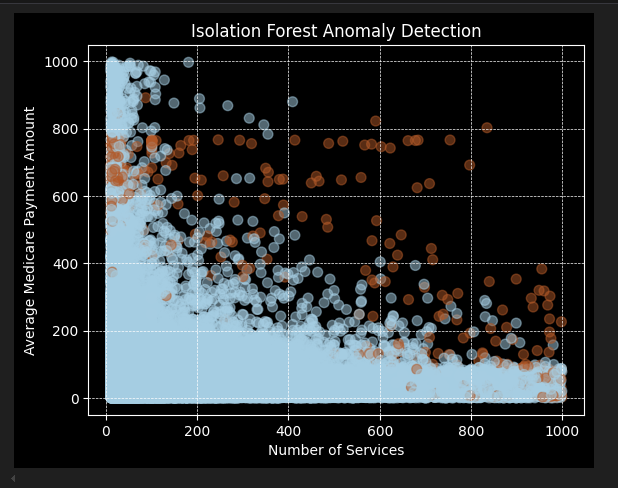 Isolation Forest Anomaly Detection
1000
800
600
400
200
0
Average Medicare Payment Amount
0 200 400 600 800 1000
Number of Services